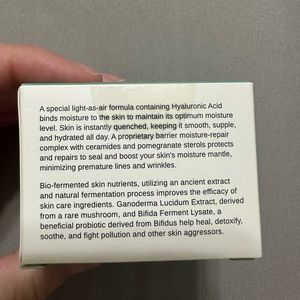 A special light-as-air formula containing Hyaluronic Acid
binds moisture to the skin to maintain its optimum moisture
level. Skin is instantly quenched, keeping it smooth, supple,
and hydrated all day. A proprietary barrier moisture-repair
complex with ceramides and pomegranate sterols protects
and repairs to seal and boost your skin's moisture mantle,
minimizing premature lines and wrinkles.
Bio-fermented skin nutrients, utilizing an ancient extract
and natural fermentation process improves the efficacy of
skin care ingredients. Ganoderma Lucidum Extract, derived
from a rare mushroom, and Bifida Ferment Lysate, a
beneficial probiotic derived from Bifidus help heal, detoxify,
soothe, and fight pollution and other skin aggressors.